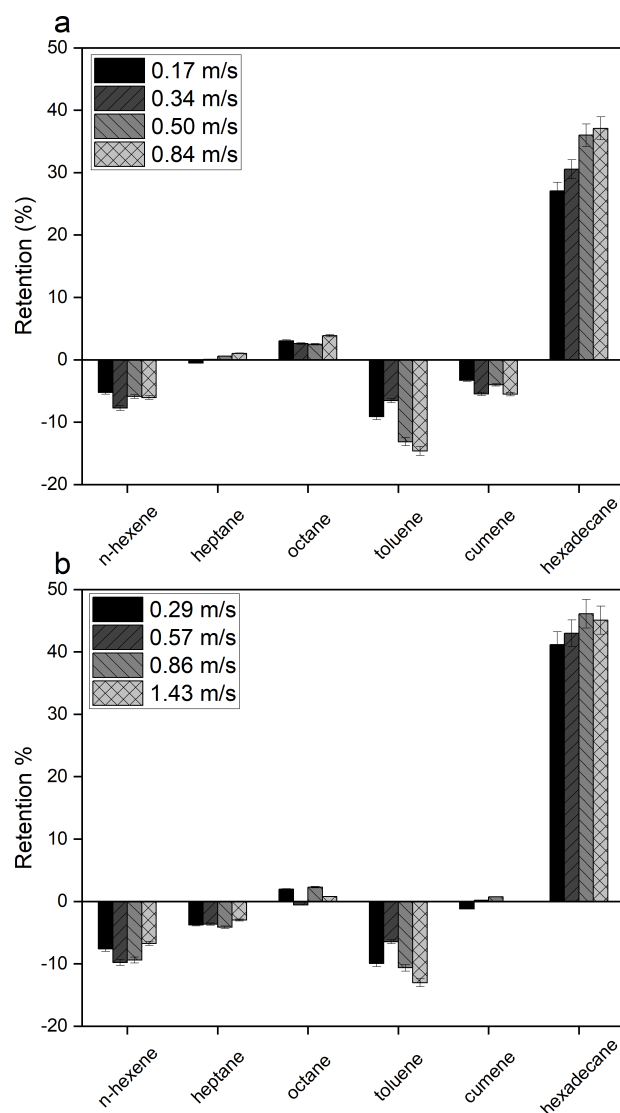 a
50
40
30
20
10
0
-10
-20
Retention (%)
0.17 m/s
0.34 m/s
0.50 m/s
0.84 m/s
n-hexene
heptane
octane
toluene
cumene
hexadecane
b
50
40
30
20
10
0
-10
-20
Retention %
0.29 m/s
0.57 m/s
0.86 m/s
1.43 m/s
n-hexene
heptane
octane
toluene
cumene
hexadecane